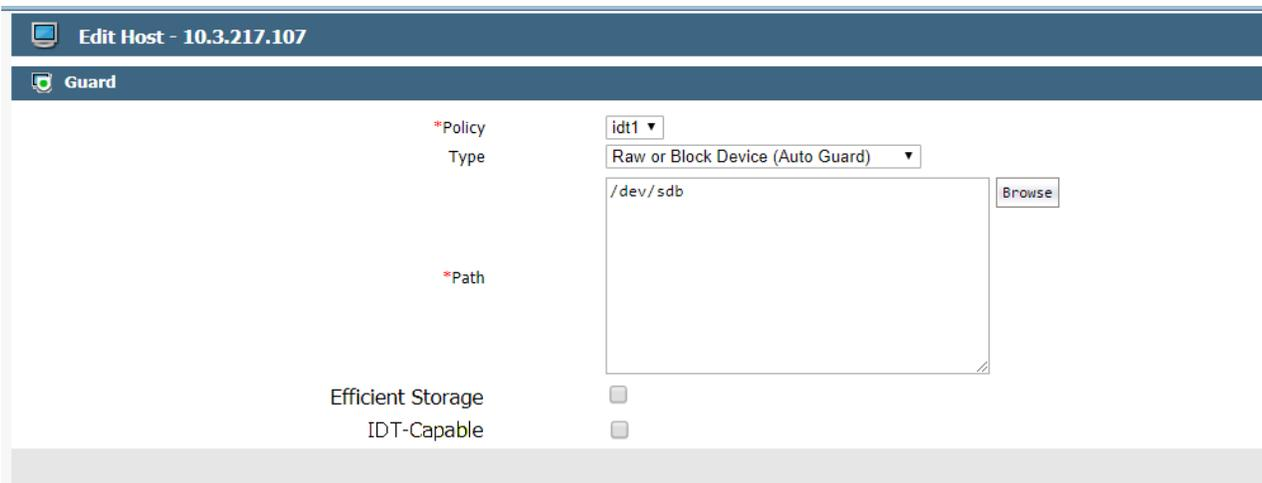 Edit Host - 10.3.217.107
Guard
*Policy idt1
Type Raw or Block Device (Auto Guard)
/dev/sdb Browse
*Path
Efficient Storage
IDT-Capable